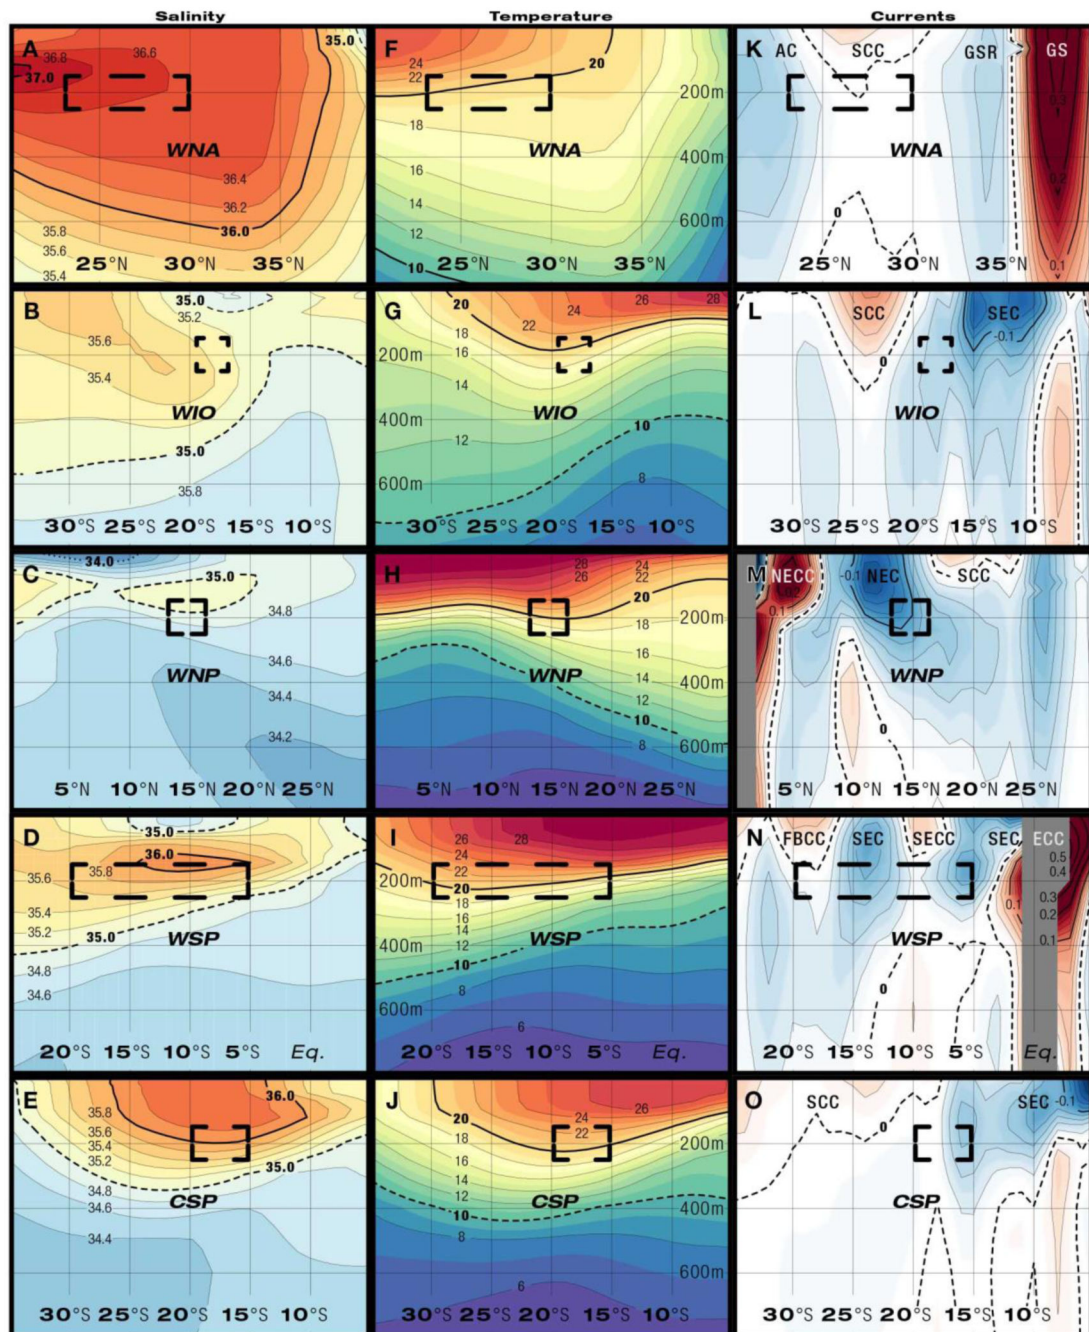 Salinity Temperature Currents
A 36.8 36.6 35.0 37.0 WNA 36.4 36.2 36.0 35.8 35.6 35.4 25°N 30°N 35°N
F 24 22 20 18 200m WNA 16 400m 14 12 600m 10 25°N 30°N
K AC SCC GSR GS 0.3 WNA 0.2 0 0.1 25°N 30°N 35°N
B 35.0 35.2 35.6 35.4 WIO 35.0 35.8 30°S 25°S 20°S 15°S 10°S
G 20 18 22 24 26 28 200m 16 14 WIO 400m 12 10 8 600m 30°S 25°S 20°S 15°S 10°S
L SCC SEC -0.1 0 WIO 30°S 25°S 20°S 15°S 10°S
C 34.0 35.0 34.8 WNP 34.6 34.4 34.2 5°N 10°N 15°N 20°N 25°N
H 28 26 22 24 20 18 200m WNP 16 14 12 400m 10 8 600m 5°N 10°N 15°N 20°N 25°N
M NECC 0.2 0.1 -0.1 NEC SCC WNP 0 5°N 10°N 15°N 20°N 25°N
D 35.0 36.0 35.8 35.6 35.4 35.2 35.0 34.8 34.6 WSP 20°S 15°S 10°S 5°S Eq.
I 26 24 22 28 200m 20 18 16 14 12 WSP 400m 10 8 600m 6 20°S 15°S 10°S 5°S Eq.
N FBCC SEC SECC SEC ECC 0.5 0.4 0.3 0.2 0.1 0.1 WSP 0 20°S 15°S 10°S 5°S Eq.
E 36.0 35.8 35.6 35.4 35.2 35.0 34.8 34.6 34.4 CSP 30°S 25°S 20°S 15°S 10°S
J 20 18 24 22 26 200m 16 14 12 10 8 CSP 400m 600m 6 30°S 25°S 20°S 15°S 10°S
O SCC 0 SEC -0.1 CSP 30°S 25°S 20°S 15°S 10°S